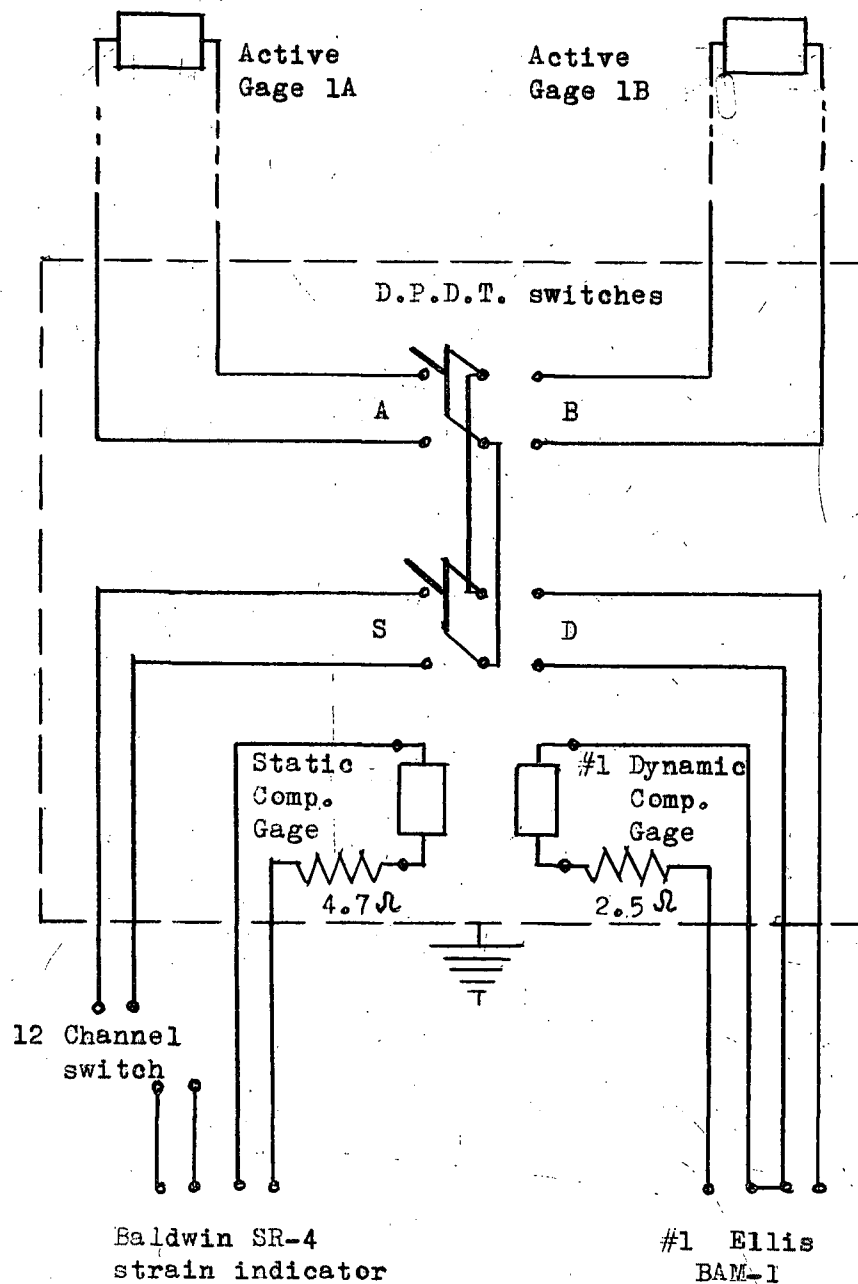 Active
Gage 1A
Active
Gage 1B
D.P.D.T. switches
A
B
S
D
Static
Comp.
Gage
#1 Dynamic
Comp.
Gage
4.7Ω
2.5 Ω
12 Channel
switch
Baldwin SR-4
strain indicator
#1 Ellis
BAM-1